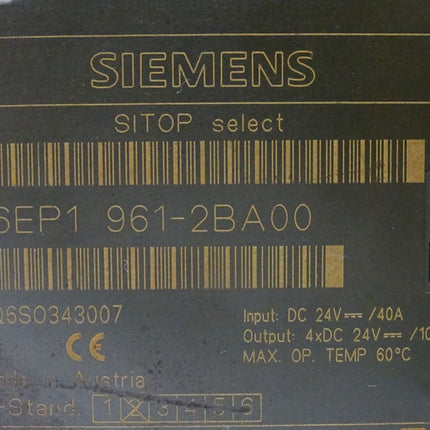 SIEMENS
SITOP select
SEP1 961-2BA00
Q6S0343007
Input: DC 24V⎓ /40A
Output: 4xDC 24V⎓ /10
MAX. OP. TEMP 60°C
CE
in Austria
-Stand. 1 2 3 4 5 6